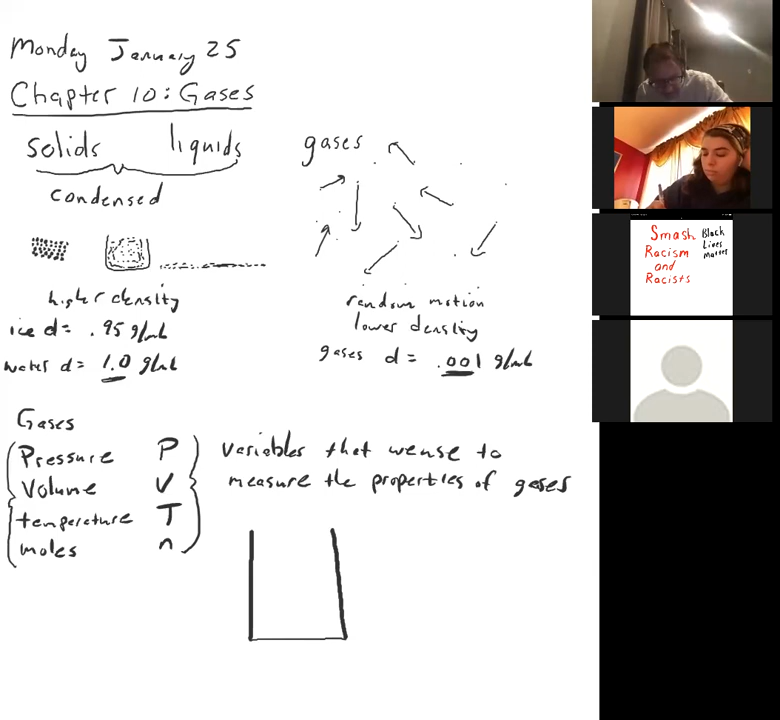 Monday January 25
Chapter 10: Gases
solids liquids gases
condensed
higher density
ice d = .95 g/mL
water d = 1.0 g/mL
random motion
lower density
gases d = .001 g/mL
Gases
Pressure P
Volume V
temperature T
moles n
variables that we use to
measure the properties of gases
Smash
Racism
and
Racists
Black
Lives
Matter